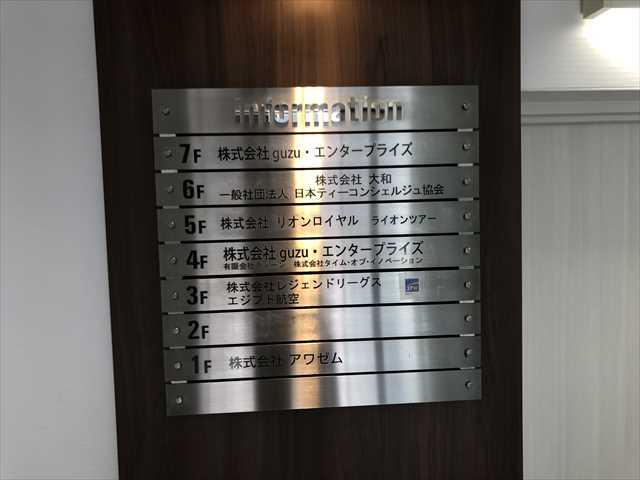 information
7F 株式会社 guzu・エンタープライズ
株式会社 大和
6F 一般社団法人 日本ティーコンシェルジュ協会
5F 株式会社 リオンロイヤル ライオンツアー
4F 株式会社 guzu・エンタープライズ
有限会社 株式会社タイム・オブ・イノベーション
3F 株式会社レジェンドリーグス
エジプト航空
2F
1F 株式会社 アワゼム